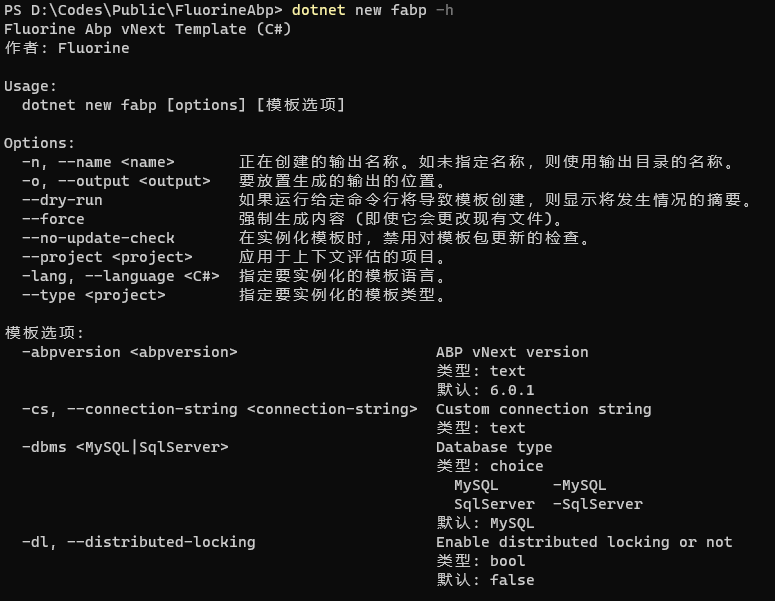 PS D:\Codes\Public\FluorineAbp> dotnet new fabp -h
Fluorine Abp vNext Template (C#)
作者: Fluorine
Usage:
dotnet new fabp [options] [模板选项]
Options:
-n, --name <name> 正在创建的输出名称。如未指定名称，则使用输出目录的名称。
-o, --output <output> 要放置生成的输出的位置。
--dry-run 如果运行给定命令行将导致模板创建，则显示将发生情况的摘要。
--force 强制生成内容 (即使它会更改现有文件)。
--no-update-check 在实例化模板时，禁用对模板包更新的检查。
--project <project> 应用于上下文评估的项目。
-lang, --language <C#> 指定要实例化的模板语言。
--type <project> 指定要实例化的模板类型。
模板选项:
-abpversion <abpversion> ABP vNext version
类型: text
默认: 6.0.1
-cs, --connection-string <connection-string> Custom connection string
类型: text
-dbms <MySQL|SqlServer> Database type
类型: choice
MySQL -MySQL
SqlServer -SqlServer
默认: MySQL
-dl, --distributed-locking Enable distributed locking or not
类型: bool
默认: false